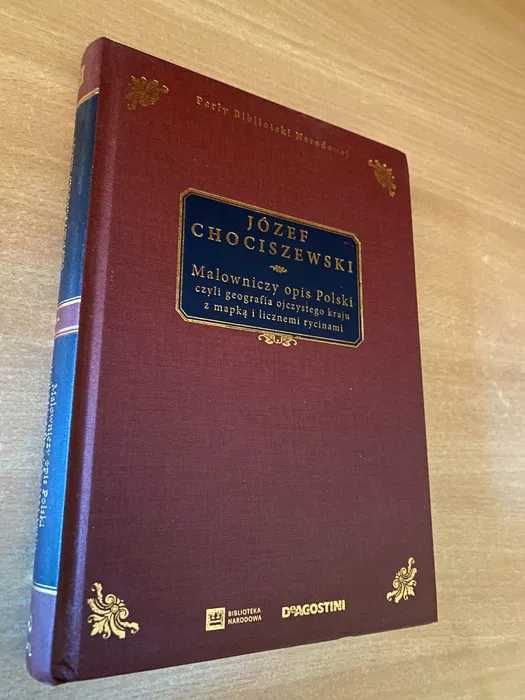 Perły Biblioteki Narodowej
JÓZEF
CHOCISZEWSKI
Malowniczy opis Polski
czyli geografia ojczystego kraju
z mapką i licznemi rycinami
BIBLIOTEKA
NARODOWA
DeAGOSTINI
Malowniczy opis Polski